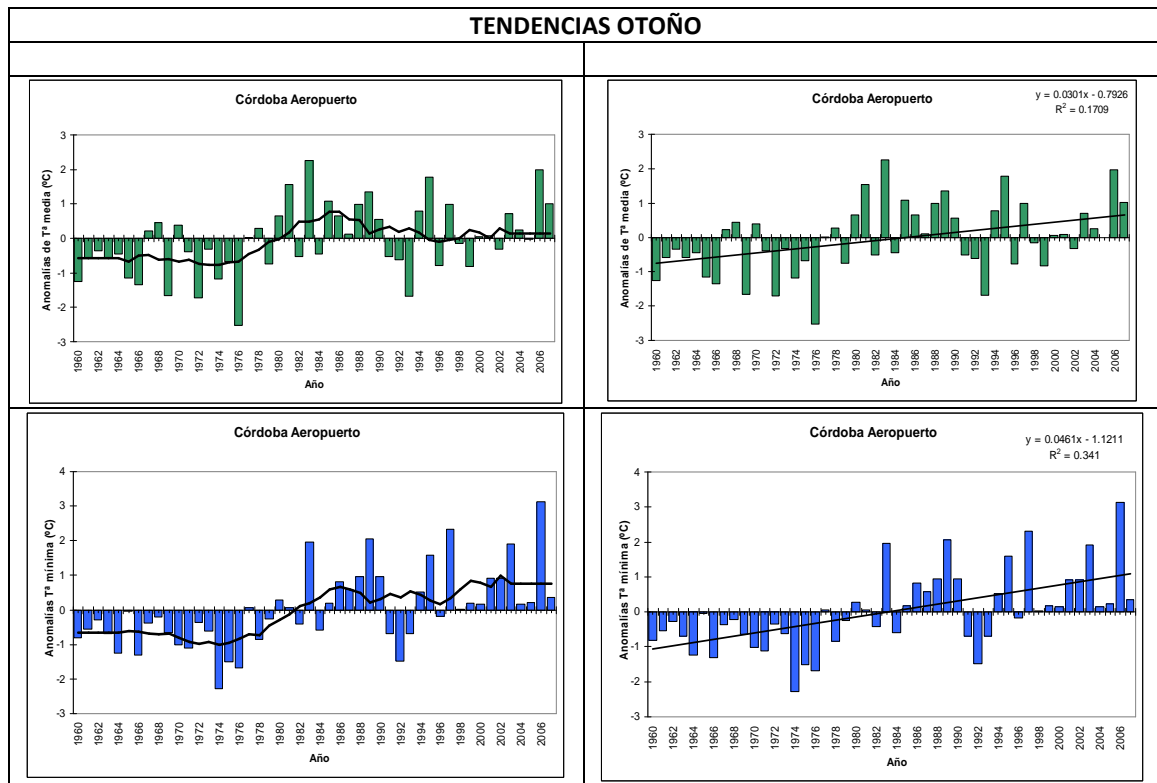 TENDENCIAS OTOÑO
Córdoba Aeropuerto
Anomalías de Tª media (ºC)
3
2
1
0
-1
-2
-3
1960 1962 1964 1966 1968 1970 1972 1974 1976 1978 1980 1982 1984 1986 1988 1990 1992 1994 1996 1998 2000 2002 2004 2006
Año
Córdoba Aeropuerto
y = 0.0301x - 0.7926
R² = 0.1709
Anomalías de Tª media (ºC)
3
2
1
0
-1
-2
-3
1960 1962 1964 1966 1968 1970 1972 1974 1976 1978 1980 1982 1984 1986 1988 1990 1992 1994 1996 1998 2000 2002 2004 2006
Año
Córdoba Aeropuerto
Anomalías Tª mínima (ºC)
4
3
2
1
0
-1
-2
-3
1960 1962 1964 1966 1968 1970 1972 1974 1976 1978 1980 1982 1984 1986 1988 1990 1992 1994 1996 1998 2000 2002 2004 2006
Año
Córdoba Aeropuerto
y = 0.0461x - 1.1211
R² = 0.341
Anomalías Tª mínima (ºC)
4
3
2
1
0
-1
-2
-3
1960 1962 1964 1966 1968 1970 1972 1974 1976 1978 1980 1982 1984 1986 1988 1990 1992 1994 1996 1998 2000 2002 2004 2006
Año